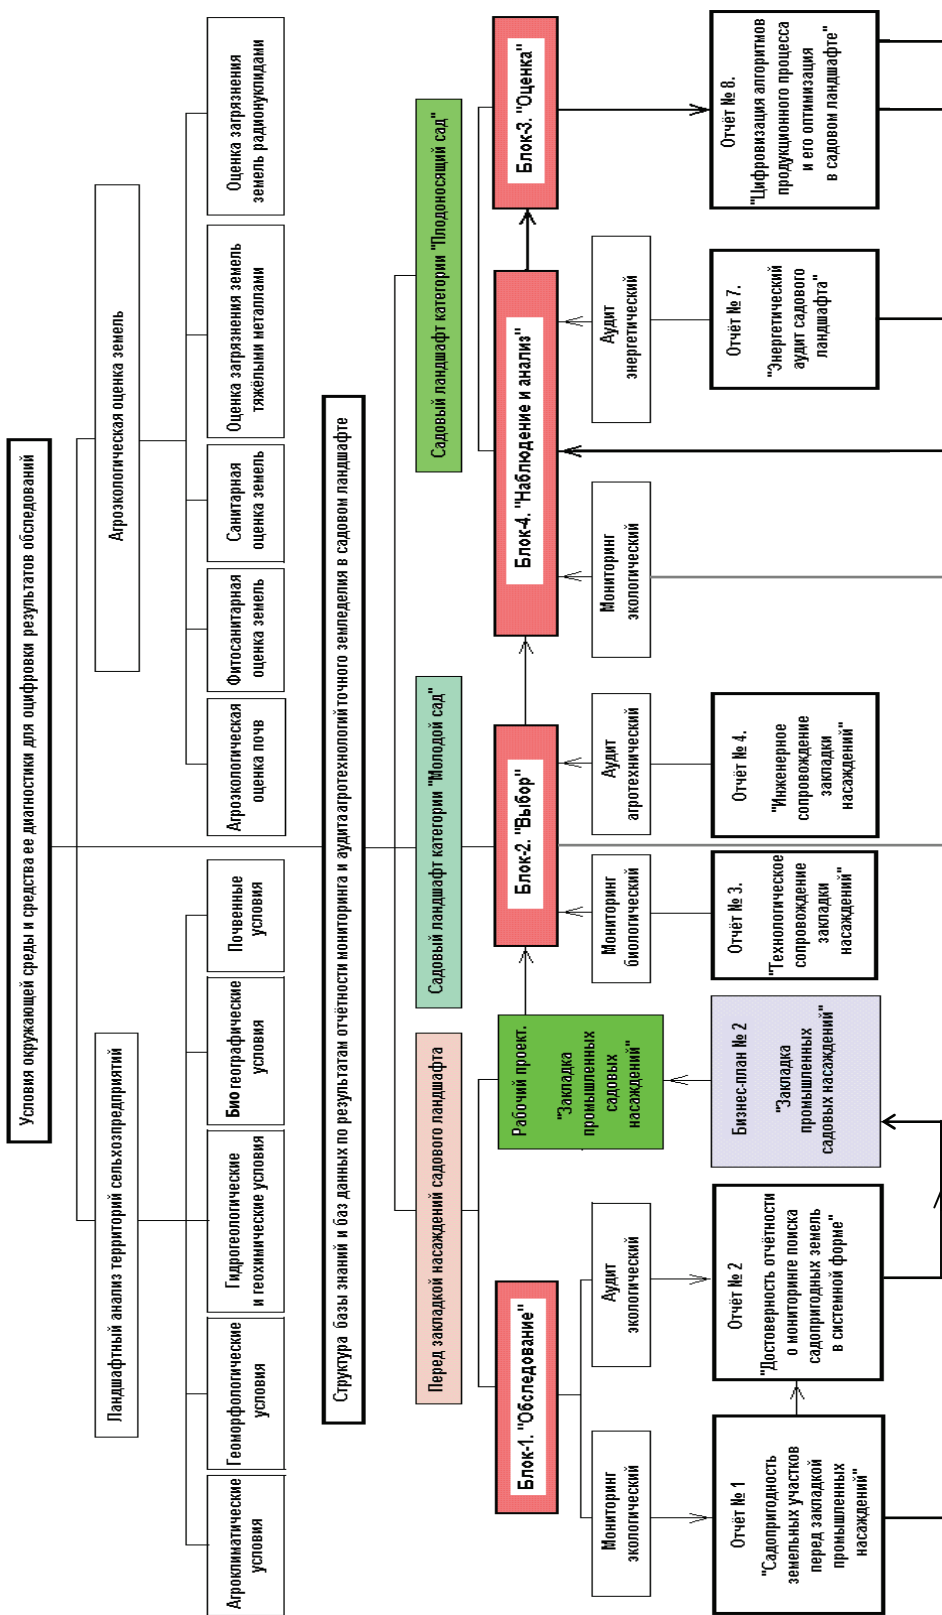 Условия окружающей среды и средства ее диагностики для оцифровки результатов обследований
Ландшафтный анализ территорий сельхозпредприятий
Агроэкологическая оценка земель
Агроклиматические
условия
Геоморфологические
условия
Гидрогеологические
и геохимические условия
Био географические
условия
Почвенные
условия
Агроэкологическая
оценка почв
Фитосанитарная
оценка земель
Санитарная
оценка земель
Оценка загрязнения земель
тяжёлыми металлами
Оценка загрязнения
земель радионуклидами
Структура базы знаний и баз данных по результатам отчётности мониторинга и аудита агротехнологий точного земледелия в садовом ландшафте
Перед закладкой насаждений садового ландшафта
Садовый ландшафт категории "Молодой сад"
Садовый ландшафт категории "Плодоносящий сад"
Блок-1. "Обследование"
Рабочий проект.
"Закладка
промышленных
садовых
насаждений"
Блок-2. "Выбор"
Блок-4. "Наблюдение и анализ"
Блок-3. "Оценка"
Мониторинг
экологический
Аудит
экологический
Мониторинг
биологический
Аудит
агротехнический
Мониторинг
экологический
Аудит
энергетический
Отчёт № 1
"Садопригодность
земельных участков
перед закладкой
промышленных
насаждений"
Отчёт № 2
"Достоверность отчётности
о мониторинге поиска
садопригодных земель
в системной форме"
Бизнес-план № 2
"Закладка
промышленных
садовых насаждений"
Отчёт № 3.
"Технологическое
сопровождение
закладки
насаждений"
Отчёт № 4.
"Инженерное
сопровождение
закладки
насаждений"
Отчёт № 7.
"Энергетический
аудит садового
ландшафта"
Отчёт № 8.
"Цифровизация алгоритмов
продукционного процесса
и его оптимизация
в садовом ландшафте"